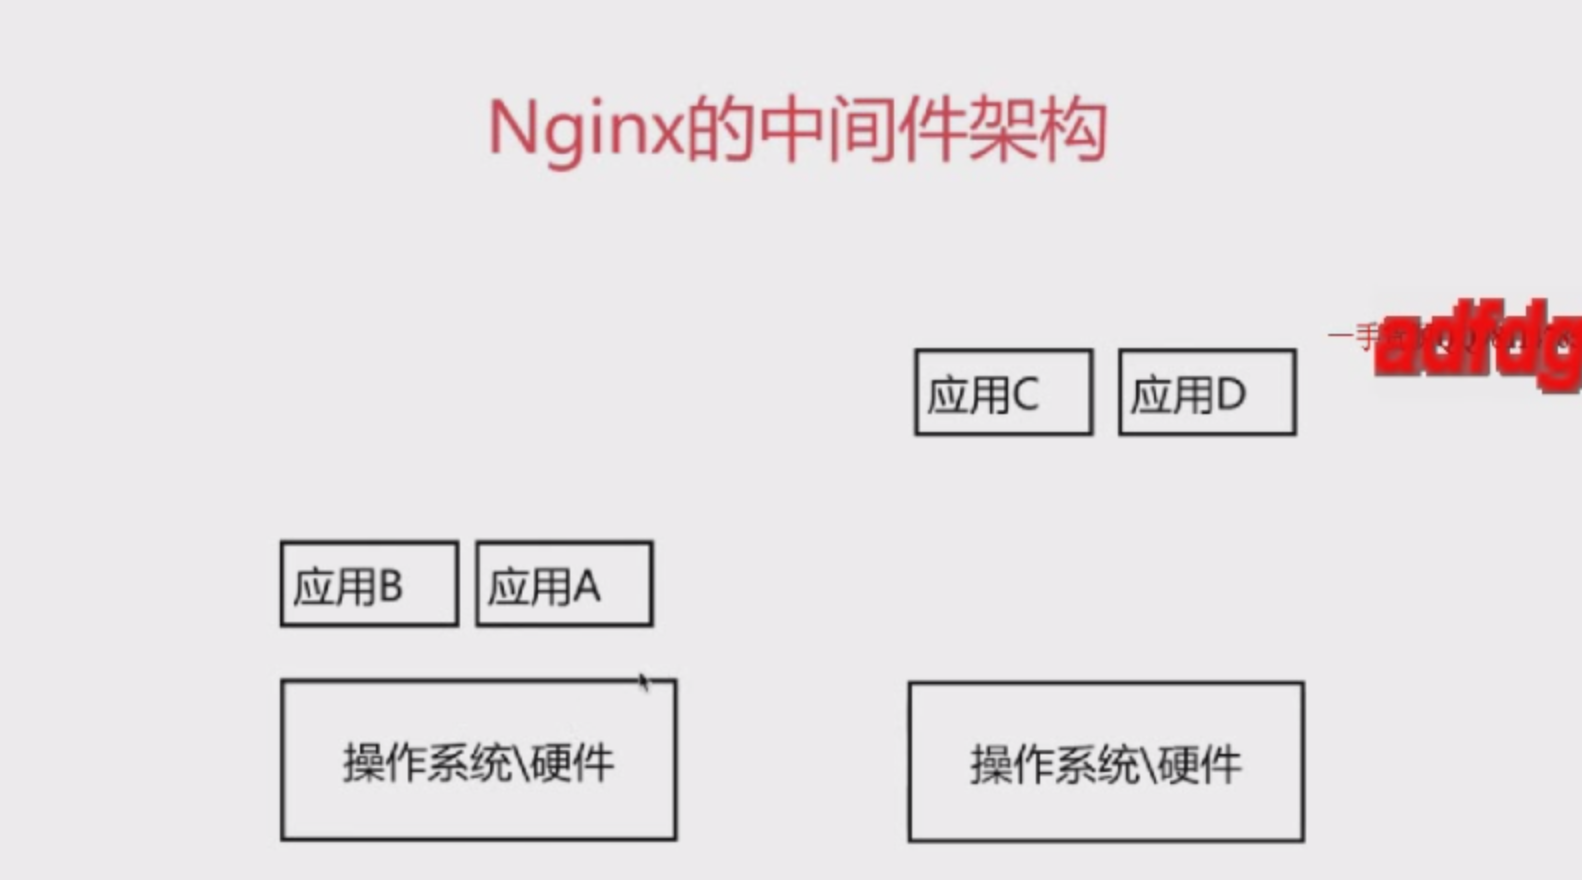 Nginx的中间件架构
应用C 应用D
一手
adfdg
应用B 应用A
操作系统\硬件 操作系统\硬件